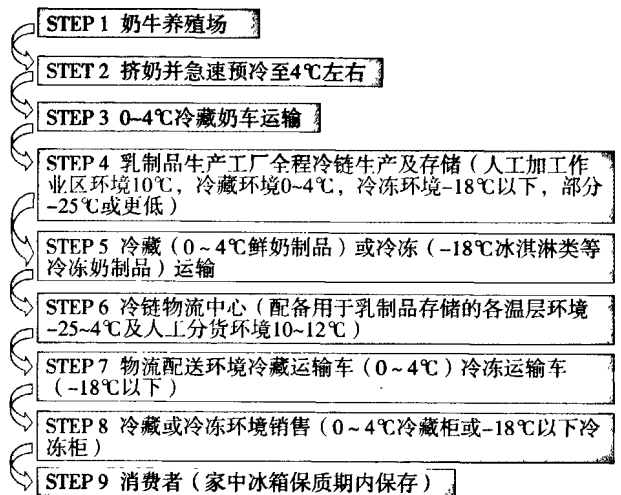 STEP 1 奶牛养殖场
STET 2 挤奶并急速预冷至4℃左右
STEP 3 0~4℃冷藏奶车运输
STEP 4 乳制品生产工厂全程冷链生产及存储（人工加工作
业区环境10℃，冷藏环境0~4℃，冷冻环境-18℃以下，部分
-25℃或更低）
STEP 5 冷藏（0~4℃鲜奶制品）或冷冻（-18℃冰淇淋类等
冷冻奶制品）运输
STEP 6 冷链物流中心（配备用于乳制品存储的各温层环境
-25~4℃及人工分货环境10~12℃）
STEP 7 物流配送环境冷藏运输车（0~4℃）冷冻运输车
（-18℃以下）
STEP 8 冷藏或冷冻环境销售（0~4℃冷藏柜或-18℃以下冷
冻柜）
STEP 9 消费者（家中冰箱保质期内保存）